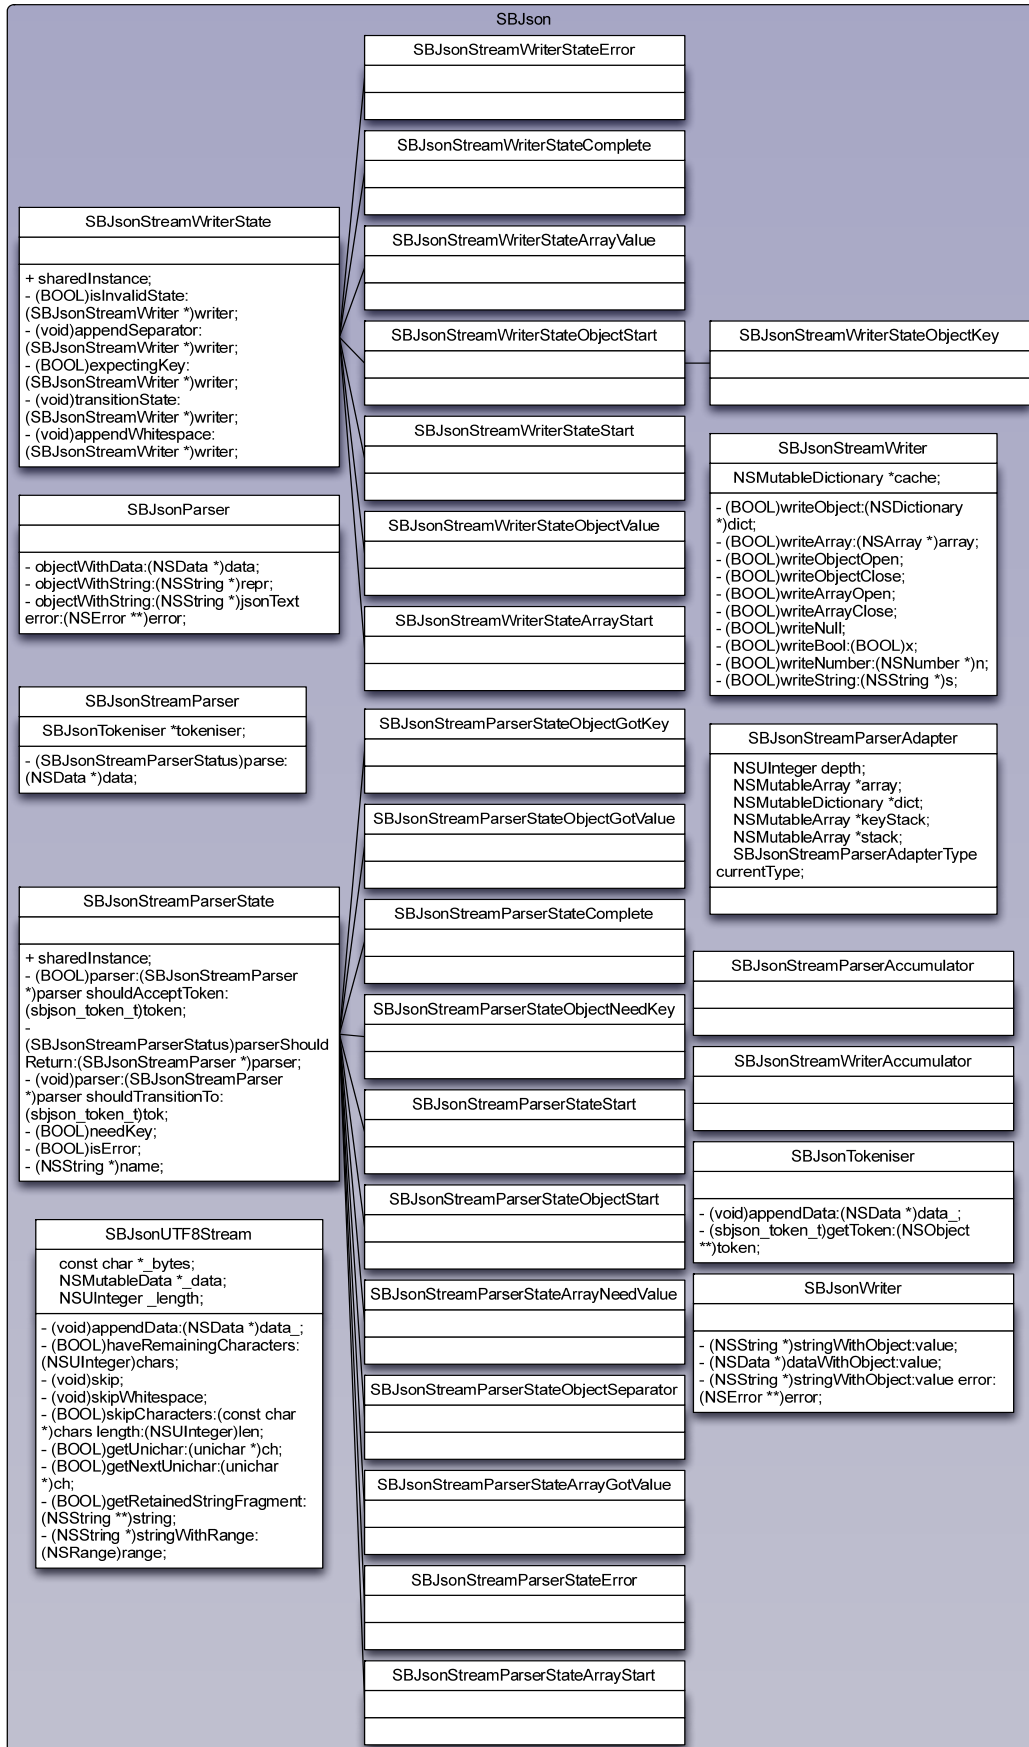 SBJson
SBJsonStreamWriterStateError
SBJsonStreamWriterStateComplete
SBJsonStreamWriterState
+ sharedInstance;
- (BOOL)isInvalidState:
(SBJsonStreamWriter *)writer;
- (void)appendSeparator:
(SBJsonStreamWriter *)writer;
- (BOOL)expectingKey:
(SBJsonStreamWriter *)writer;
- (void)transitionState:
(SBJsonStreamWriter *)writer;
- (void)appendWhitespace:
(SBJsonStreamWriter *)writer;
SBJsonStreamWriterStateArrayValue
SBJsonStreamWriterStateObjectStart
SBJsonStreamWriterStateObjectKey
SBJsonStreamWriterStateStart
SBJsonStreamWriterStateObjectValue
SBJsonStreamWriterStateArrayStart
SBJsonStreamWriter
NSMutableDictionary *cache;
- (BOOL)writeObject:(NSDictionary
*)dict;
- (BOOL)writeArray:(NSArray *)array;
- (BOOL)writeObjectOpen;
- (BOOL)writeObjectClose;
- (BOOL)writeArrayOpen;
- (BOOL)writeArrayClose;
- (BOOL)writeNull;
- (BOOL)writeBool:(BOOL)x;
- (BOOL)writeNumber:(NSNumber *)n;
- (BOOL)writeString:(NSString *)s;
SBJsonParser
- objectWithData:(NSData *)data;
- objectWithString:(NSString *)repr;
- objectWithString:(NSString *)jsonText
error:(NSError **)error;
SBJsonStreamParser
SBJsonTokeniser *tokeniser;
- (SBJsonStreamParserStatus)parse:
(NSData *)data;
SBJsonStreamParserStateObjectGotKey
SBJsonStreamParserStateObjectGotValue
SBJsonStreamParserAdapter
NSUInteger depth;
NSMutableArray *array;
NSMutableDictionary *dict;
NSMutableArray *keyStack;
NSMutableArray *stack;
SBJsonStreamParserAdapterType
currentType;
SBJsonStreamParserState
+ sharedInstance;
- (BOOL)parser:(SBJsonStreamParser
*)parser shouldAcceptToken:
(sbjson_token_t)token;
-
(SBJsonStreamParserStatus)parserShould
Return:(SBJsonStreamParser *)parser;
- (void)parser:(SBJsonStreamParser
*)parser shouldTransitionTo:
(sbjson_token_t)tok;
- (BOOL)needKey;
- (BOOL)isError;
- (NSString *)name;
SBJsonStreamParserStateComplete
SBJsonStreamParserStateObjectNeedKey
SBJsonStreamParserStateStart
SBJsonStreamParserStateObjectStart
SBJsonStreamParserStateArrayNeedValue
SBJsonStreamParserStateObjectSeparator
SBJsonStreamParserStateArrayGotValue
SBJsonStreamParserStateError
SBJsonStreamParserStateArrayStart
SBJsonStreamParserAccumulator
SBJsonStreamWriterAccumulator
SBJsonTokeniser
- (void)appendData:(NSData *)data_;
- (sbjson_token_t)getToken:(NSObject
**)token;
SBJsonWriter
- (NSString *)stringWithObject:value;
- (NSData *)dataWithObject:value;
- (NSString *)stringWithObject:value error:
(NSError **)error;
SBJsonUTF8Stream
const char *_bytes;
NSMutableData *_data;
NSUInteger _length;
- (void)appendData:(NSData *)data_;
- (BOOL)haveRemainingCharacters:
(NSUInteger)chars;
- (void)skip;
- (void)skipWhitespace;
- (BOOL)skipCharacters:(const char
*)chars length:(NSUInteger)len;
- (BOOL)getUnichar:(unichar *)ch;
- (BOOL)getNextUnichar:(unichar
*)ch;
- (BOOL)getRetainedStringFragment:
(NSString **)string;
- (NSString *)stringWithRange:
(NSRange)range;